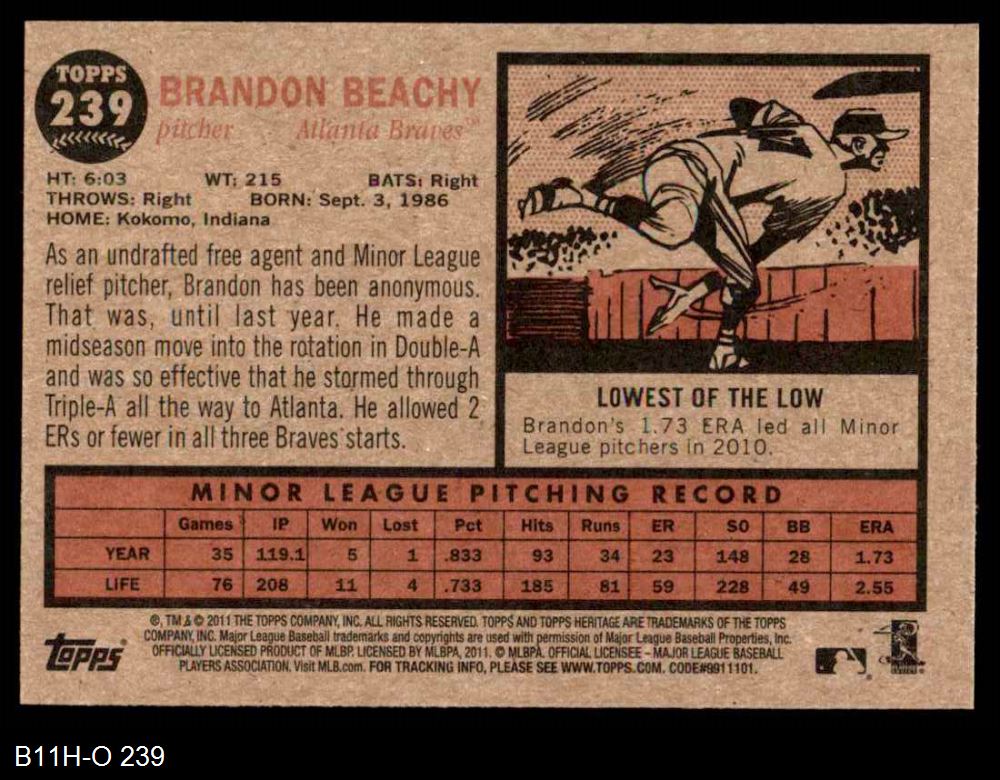 TOPPS
239
BRANDON BEACHY
pitcher Atlanta Braves™
HT: 6:03 WT: 215 BATS: Right
THROWS: Right BORN: Sept. 3, 1986
HOME: Kokomo, Indiana
As an undrafted free agent and Minor League
relief pitcher, Brandon has been anonymous.
That was, until last year. He made a
midseason move into the rotation in Double-A
and was so effective that he stormed through
Triple-A all the way to Atlanta. He allowed 2
ERs or fewer in all three Braves starts.
LOWEST OF THE LOW
Brandon's 1.73 ERA led all Minor
League pitchers in 2010.
MINOR LEAGUE PITCHING RECORD
Games IP Won Lost Pct Hits Runs ER SO BB ERA
YEAR 35 119.1 5 1 .833 93 34 23 148 28 1.73
LIFE 76 208 11 4 .733 185 81 59 228 49 2.55
®, TM & © 2011 THE TOPPS COMPANY, INC. ALL RIGHTS RESERVED. TOPPS AND TOPPS HERITAGE ARE TRADEMARKS OF THE TOPPS
COMPANY, INC. Major League Baseball trademarks and copyrights are used with permission of Major League Baseball Properties, Inc.
OFFICIALLY LICENSED PRODUCT OF MLBP. LICENSED BY MLBPA, 2011. © MLBPA. OFFICIAL LICENSEE – MAJOR LEAGUE BASEBALL
PLAYERS ASSOCIATION. Visit MLB.com. FOR TRACKING INFO, PLEASE SEE WWW.TOPPS.COM. CODE#9911101.
Topps
B11H-O 239